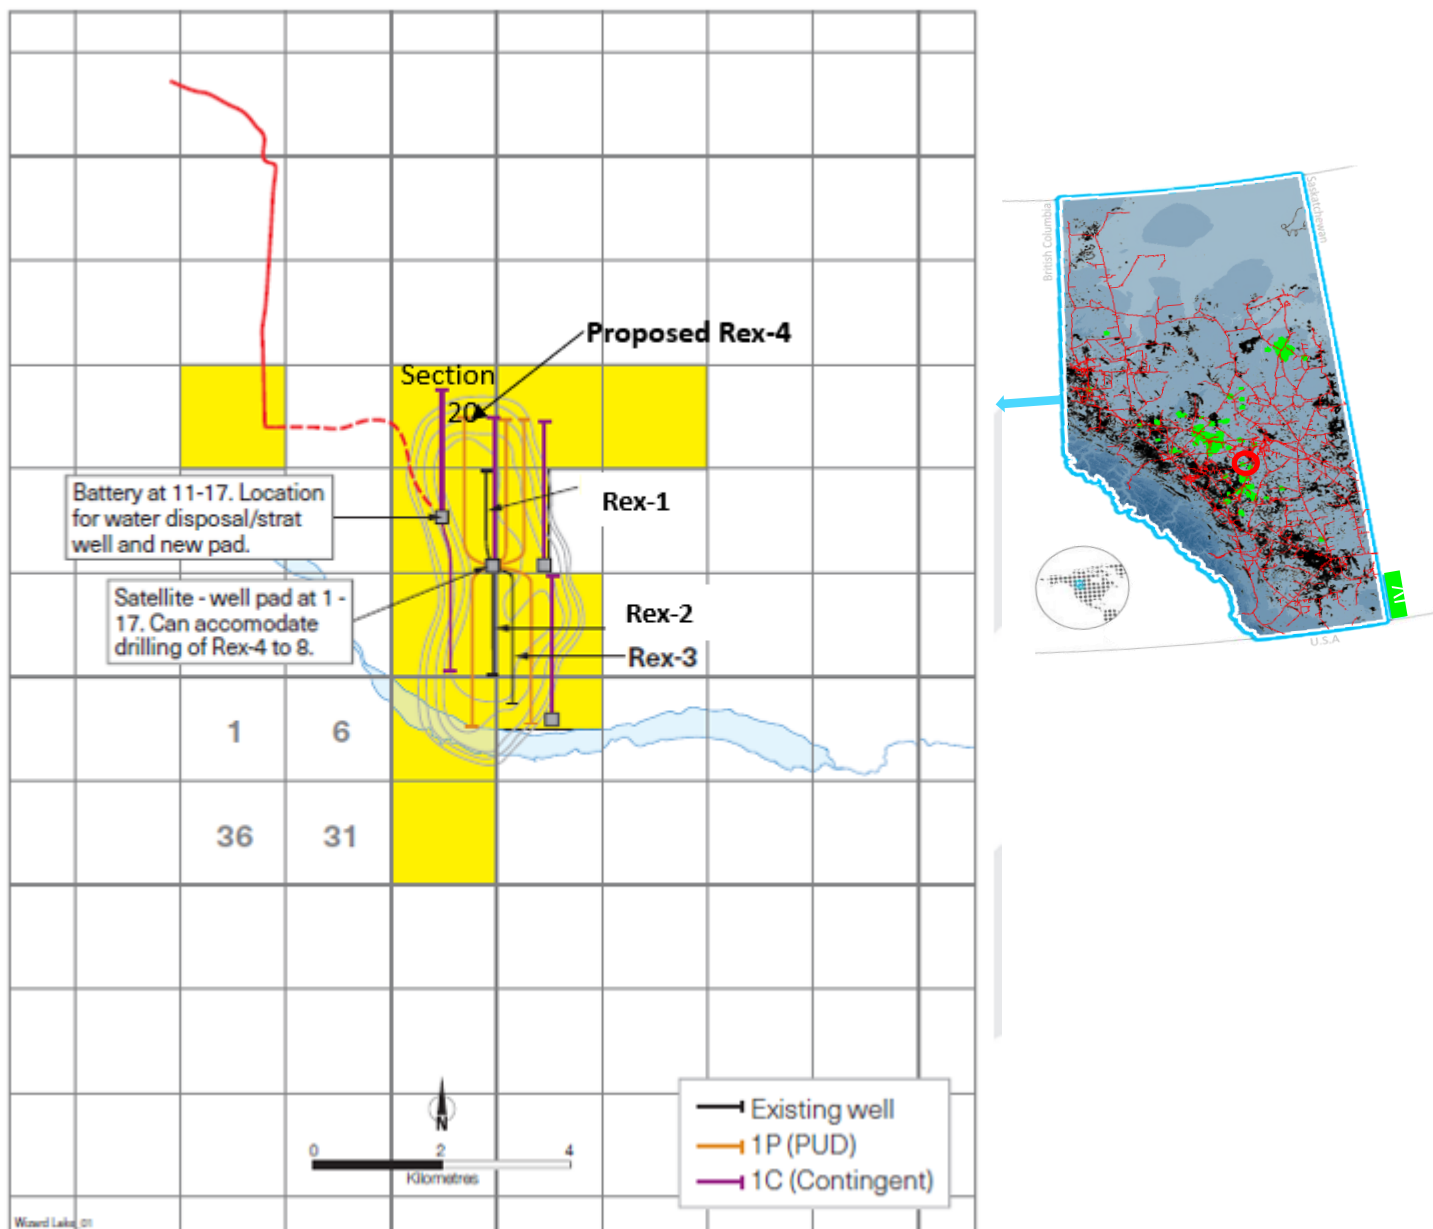 Proposed Rex-4
Section
20
Battery at 11-17. Location
for water disposal/strat
well and new pad.
Rex-1
Satellite - well pad at 1 -
17. Can accomodate
drilling of Rex-4 to 8.
Rex-2
Rex-3
1
6
36
31
N
0
2
4
Kilometres
Existing well
1P (PUD)
1C (Contingent)
Wizard Lake_01
British Columbia
Saskatchewan
U.S.A